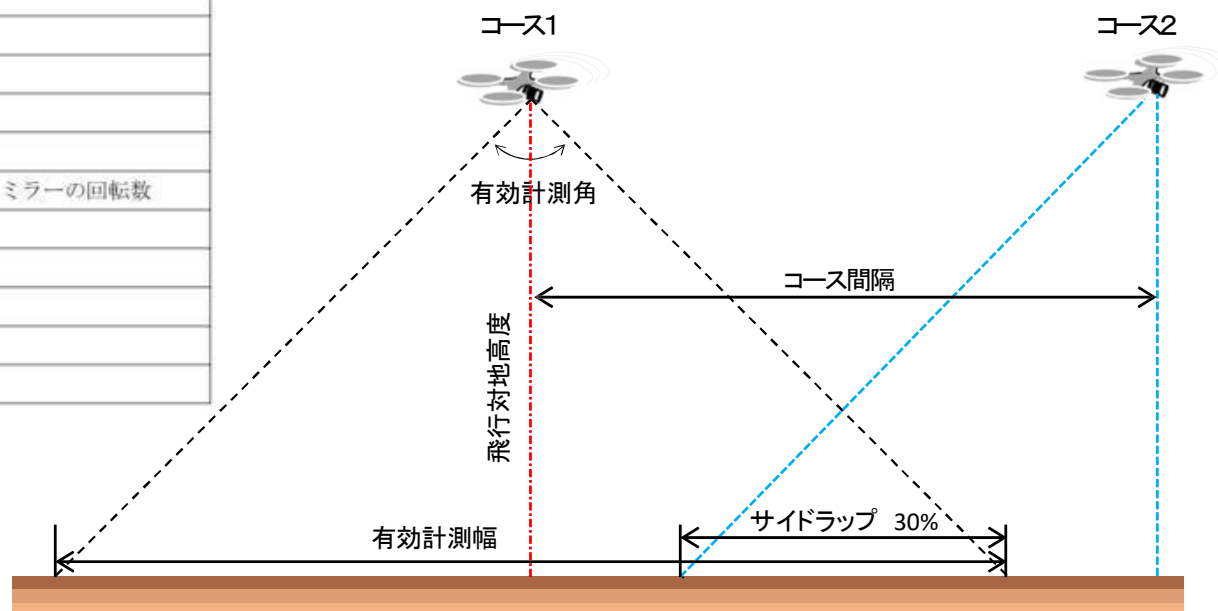 コース1
コース2
ミラーの回転数
有効計測角
コース間隔
飛行対地高度
サイドラップ 30%
有効計測幅